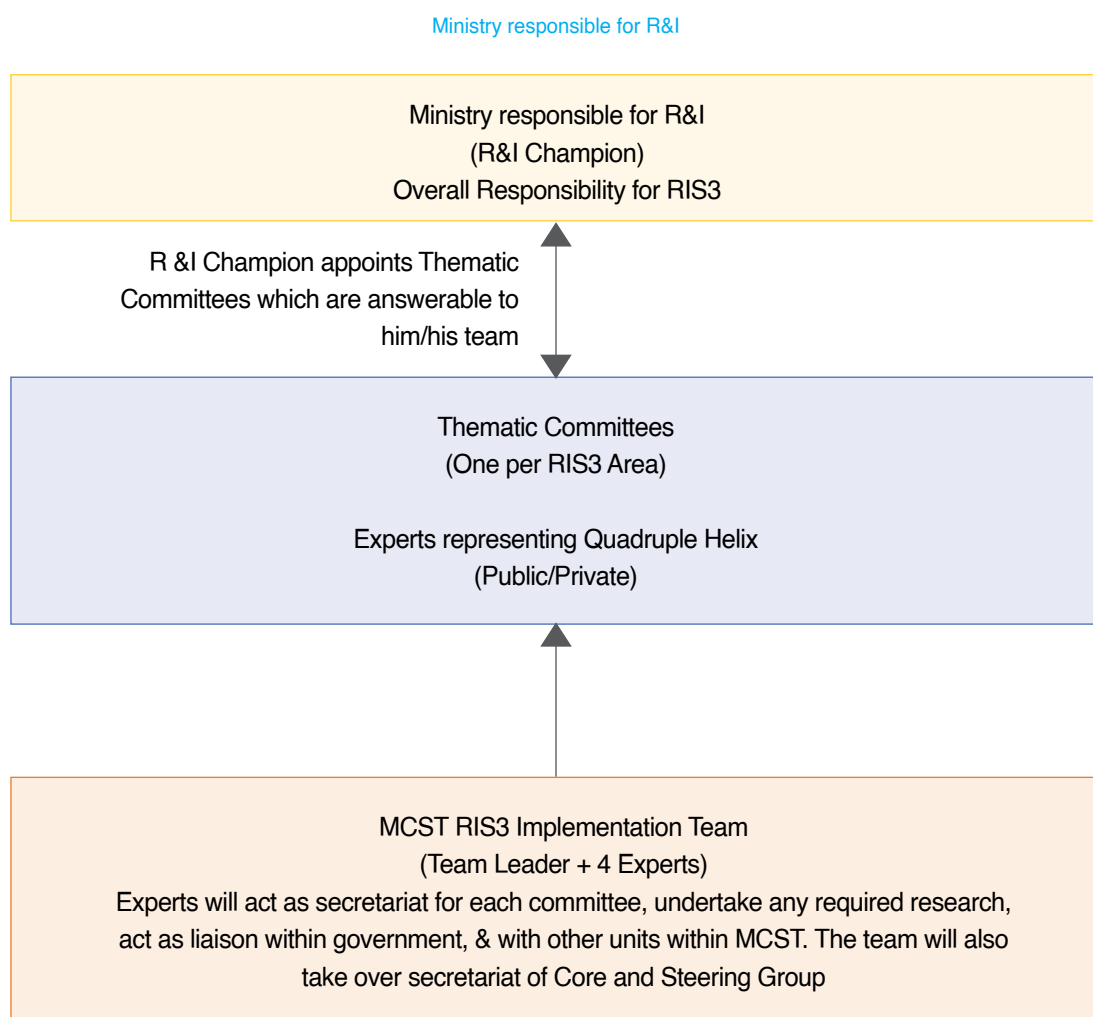 Ministry responsible for R&I
Ministry responsible for R&I
(R&I Champion)
Overall Responsibility for RIS3
R &I Champion appoints Thematic
Committees which are answerable to
him/his team
Thematic Committees
(One per RIS3 Area)
Experts representing Quadruple Helix
(Public/Private)
MCST RIS3 Implementation Team
(Team Leader + 4 Experts)
Experts will act as secretariat for each committee, undertake any required research,
act as liaison within government, & with other units within MCST. The team will also
take over secretariat of Core and Steering Group